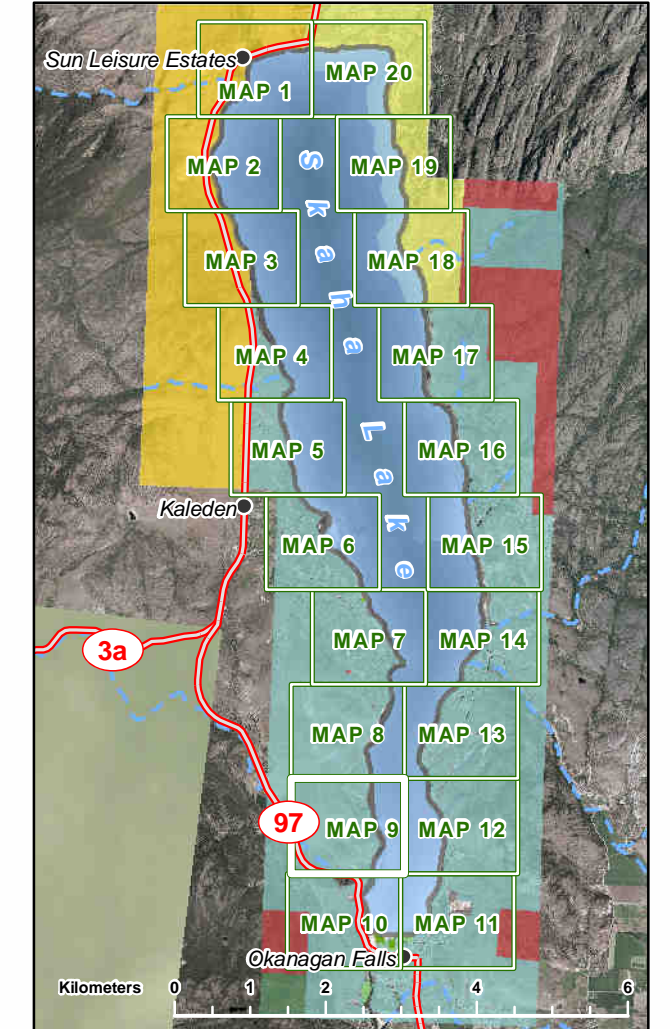 Sun Leisure Estates
MAP 1
MAP 20
MAP 2
MAP 19
MAP 3
MAP 18
MAP 4
MAP 17
MAP 5
MAP 16
Skaha Lake
Kaleden
MAP 6
MAP 15
3a
MAP 7
MAP 14
MAP 8
MAP 13
97
MAP 9
MAP 12
MAP 10
MAP 11
Okanagan Falls
Kilometers 0 1 2 4 6